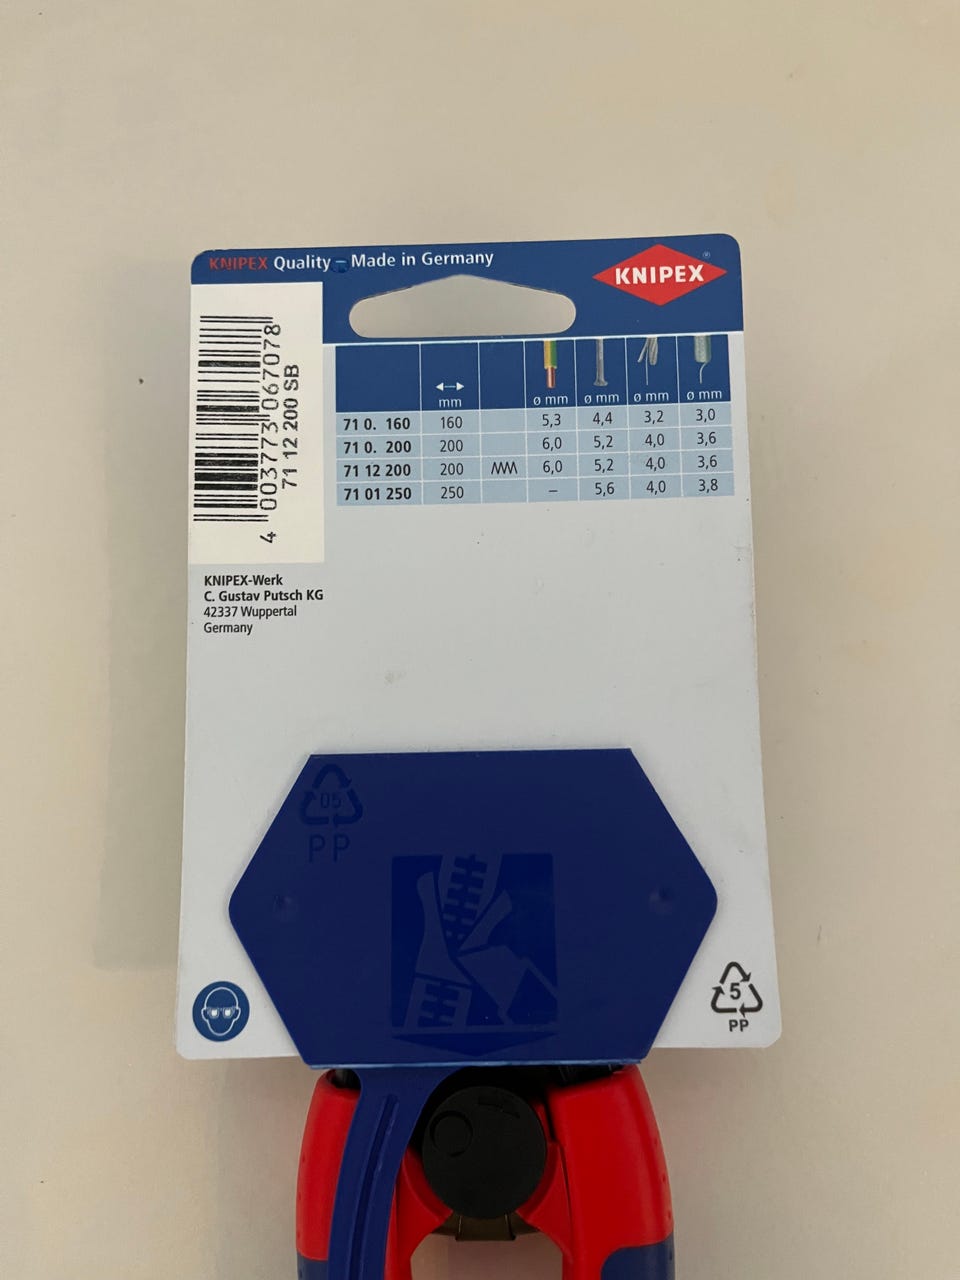 KNIPEX Quality – Made in Germany
KNIPEX®
4 003773 067078
71 12 200 SB
mm ø mm ø mm ø mm ø mm
71 0. 160 160 5,3 4,4 3,2 3,0
71 0. 200 200 6,0 5,2 4,0 3,6
71 12 200 200 6,0 5,2 4,0 3,6
71 01 250 250 – 5,6 4,0 3,8
KNIPEX-Werk
C. Gustav Putsch KG
42337 Wuppertal
Germany
05
PP
5
PP